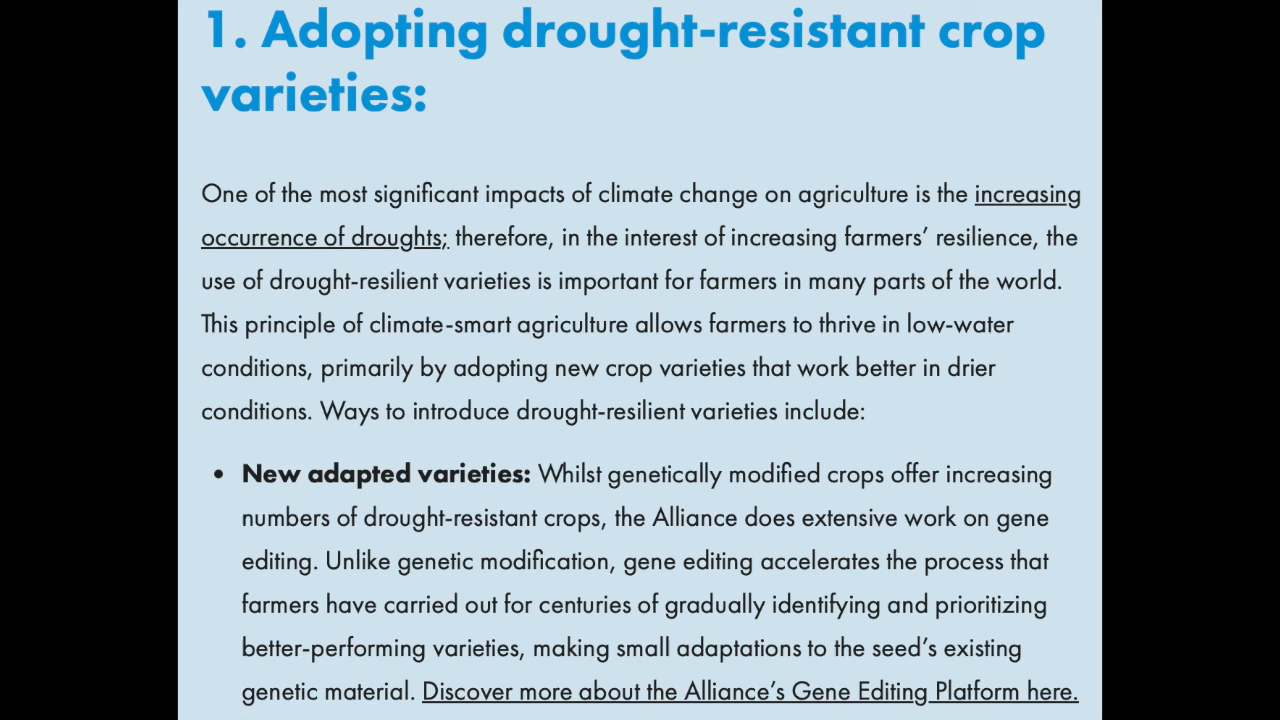 1. Adopting drought-resistant crop
varieties:
One of the most significant impacts of climate change on agriculture is the increasing
occurrence of droughts; therefore, in the interest of increasing farmers’ resilience, the
use of drought-resilient varieties is important for farmers in many parts of the world.
This principle of climate-smart agriculture allows farmers to thrive in low-water
conditions, primarily by adopting new crop varieties that work better in drier
conditions. Ways to introduce drought-resilient varieties include:
• New adapted varieties: Whilst genetically modified crops offer increasing
numbers of drought-resistant crops, the Alliance does extensive work on gene
editing. Unlike genetic modification, gene editing accelerates the process that
farmers have carried out for centuries of gradually identifying and prioritizing
better-performing varieties, making small adaptations to the seed’s existing
genetic material. Discover more about the Alliance’s Gene Editing Platform here.